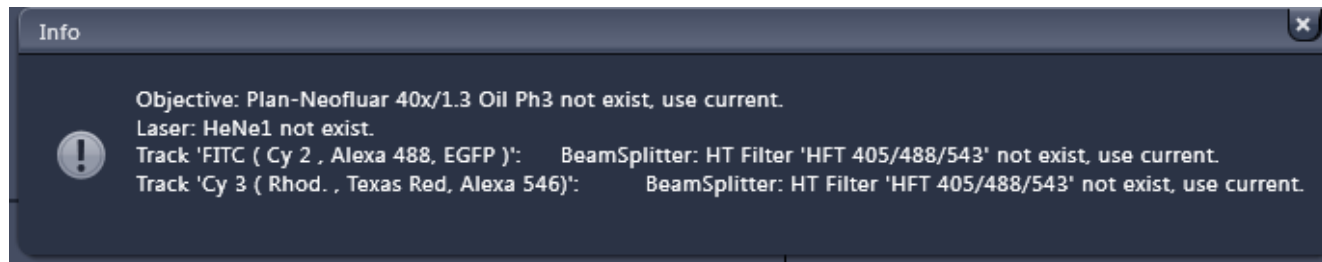 Info
Objective: Plan-Neofluar 40x/1.3 Oil Ph3 not exist, use current.
Laser: HeNe1 not exist.
Track 'FITC ( Cy 2 , Alexa 488, EGFP )': BeamSplitter: HT Filter 'HFT 405/488/543' not exist, use current.
Track 'Cy 3 ( Rhod. , Texas Red, Alexa 546)': BeamSplitter: HT Filter 'HFT 405/488/543' not exist, use current.